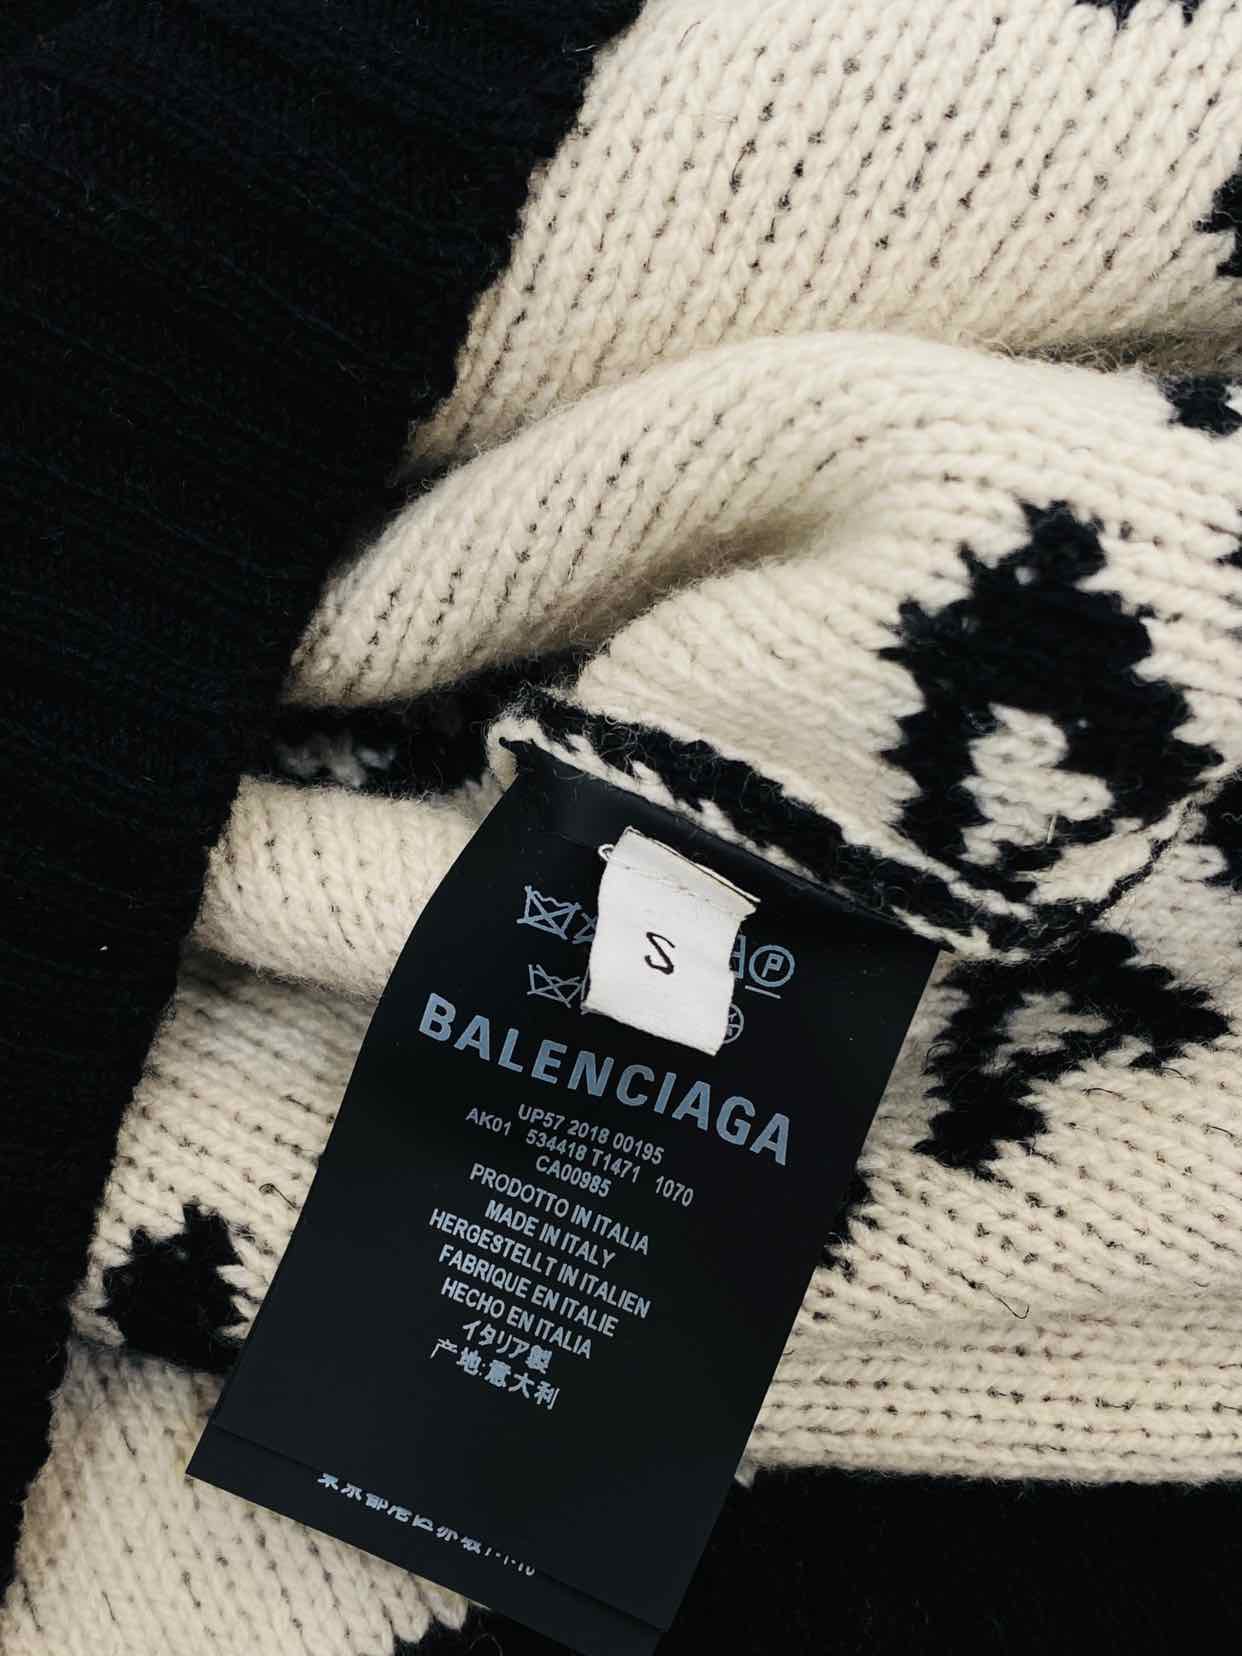 S
P
BALENCIAGA
UP57 2018 00195
AK01 534418 T1471 1070
CA00985
PRODOTTO IN ITALIA
MADE IN ITALY
HERGESTELLT IN ITALIEN
FABRIQUE EN ITALIE
HECHO EN ITALIA
イタリア製
产地:意大利